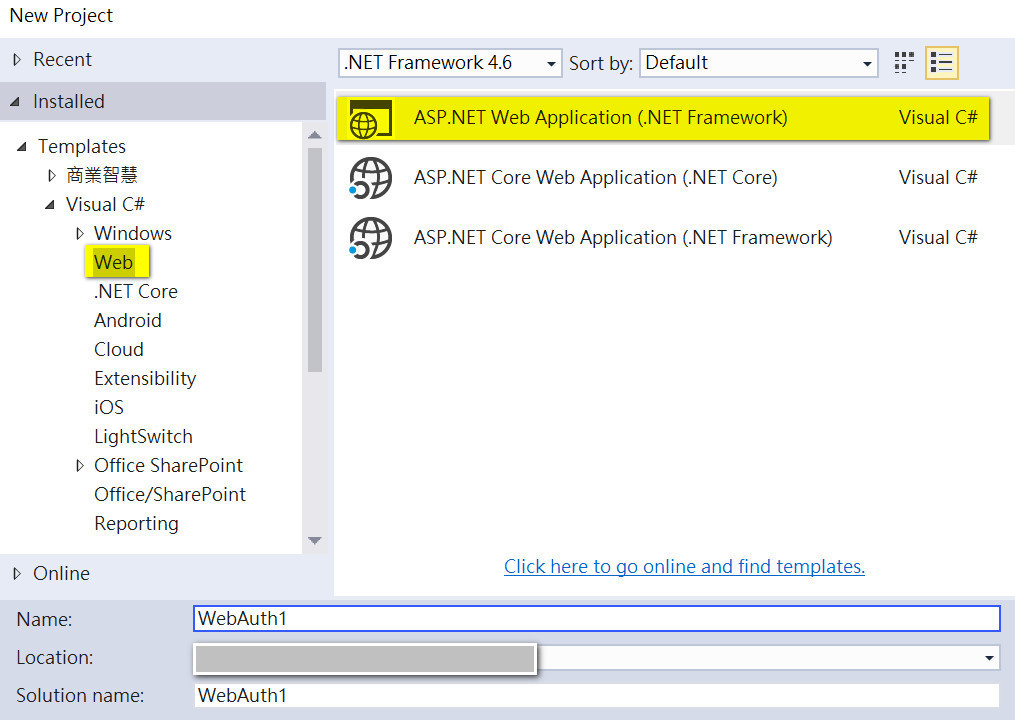 New Project
Recent
.NET Framework 4.6 Sort by: Default
Installed
Templates
商業智慧
Visual C#
Windows
Web
.NET Core
Android
Cloud
Extensibility
iOS
LightSwitch
Office SharePoint
Office/SharePoint
Reporting
Online
ASP.NET Web Application (.NET Framework) Visual C#
ASP.NET Core Web Application (.NET Core) Visual C#
ASP.NET Core Web Application (.NET Framework) Visual C#
Click here to go online and find templates.
Name: WebAuth1
Location:
Solution name: WebAuth1